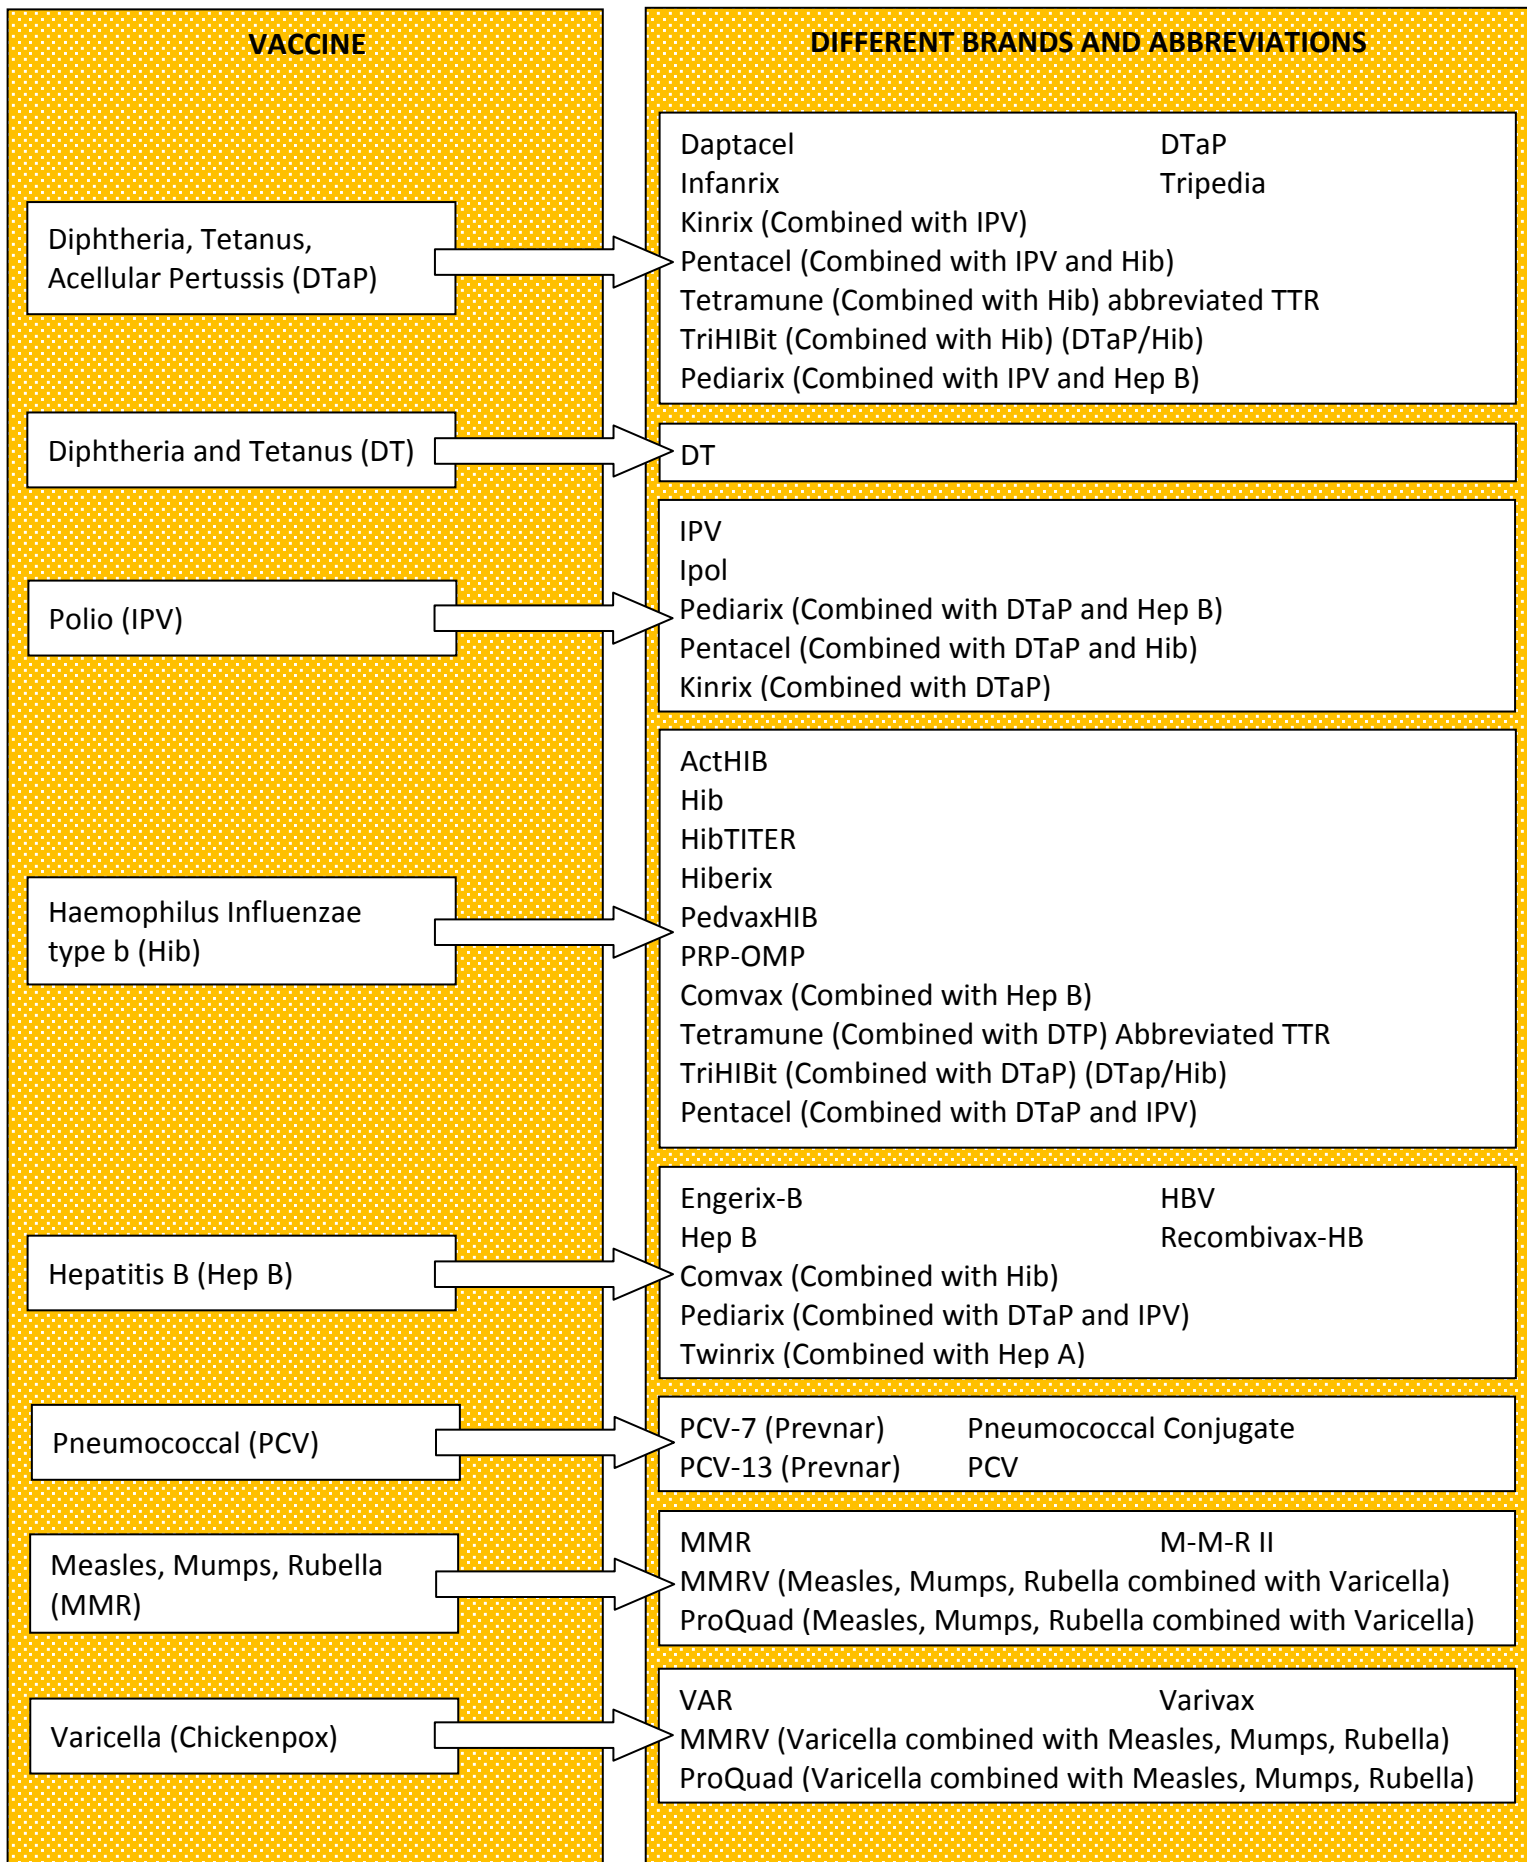 VACCINE
DIFFERENT BRANDS AND ABBREVIATIONS
Diphtheria, Tetanus,
Acellular Pertussis (DTaP)
Daptacel DTaP
Infanrix Tripedia
Kinrix (Combined with IPV)
Pentacel (Combined with IPV and Hib)
Tetramune (Combined with Hib) abbreviated TTR
TriHIBit (Combined with Hib) (DTaP/Hib)
Pediarix (Combined with IPV and Hep B)
Diphtheria and Tetanus (DT)
DT
Polio (IPV)
IPV
Ipol
Pediarix (Combined with DTaP and Hep B)
Pentacel (Combined with DTaP and Hib)
Kinrix (Combined with DTaP)
Haemophilus Influenzae
type b (Hib)
ActHIB
Hib
HibTITER
Hiberix
PedvaxHIB
PRP-OMP
Comvax (Combined with Hep B)
Tetramune (Combined with DTP) Abbreviated TTR
TriHIBit (Combined with DTaP) (DTap/Hib)
Pentacel (Combined with DTaP and IPV)
Hepatitis B (Hep B)
Engerix-B HBV
Hep B Recombivax-HB
Comvax (Combined with Hib)
Pediarix (Combined with DTaP and IPV)
Twinrix (Combined with Hep A)
Pneumococcal (PCV)
PCV-7 (Prevnar) Pneumococcal Conjugate
PCV-13 (Prevnar) PCV
Measles, Mumps, Rubella
(MMR)
MMR M-M-R II
MMRV (Measles, Mumps, Rubella combined with Varicella)
ProQuad (Measles, Mumps, Rubella combined with Varicella)
Varicella (Chickenpox)
VAR Varivax
MMRV (Varicella combined with Measles, Mumps, Rubella)
ProQuad (Varicella combined with Measles, Mumps, Rubella)